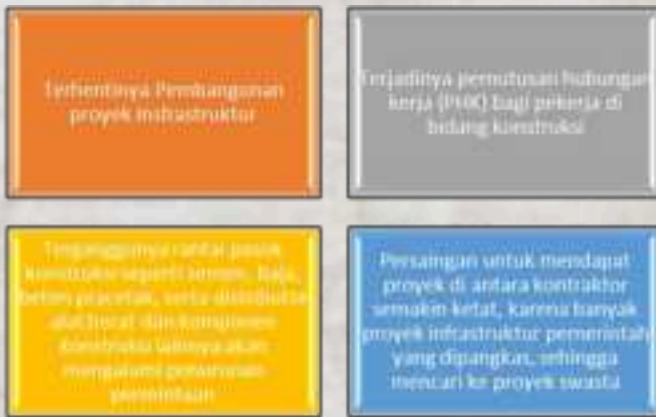 Terhentinya Pembangunan
proyek insfrastruktur
Terjadinya pemutusan hubungan
kerja (PHK) bagi pekerja di
bidang konstruksi
Terganggunya rantai pasok
konstruksi seperti semen, baja,
beton pracetak, serta distributor
alat berat dan komponen
konstruksi lainnya akan
mengalami penurunan
permintaan
Persaingan untuk mendapat
proyek di antara kontraktor
semakin ketat, karena banyak
proyek infrastruktur pemerintah
yang dipangkas, sehingga
mencari ke proyek swasta